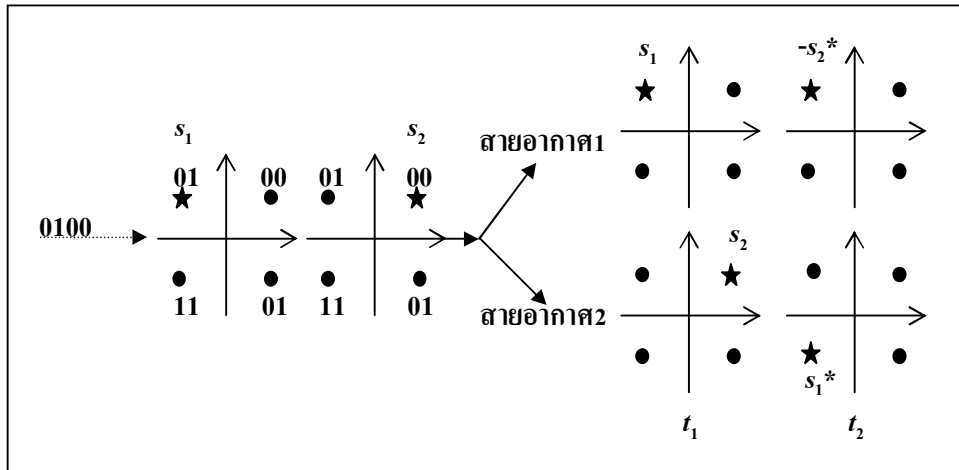 s1 -s2*
s1 s2
สายอากาศ1
01 00 01 00
0100
s2
11 01 11 01
สายอากาศ2
s1*
t1 t2